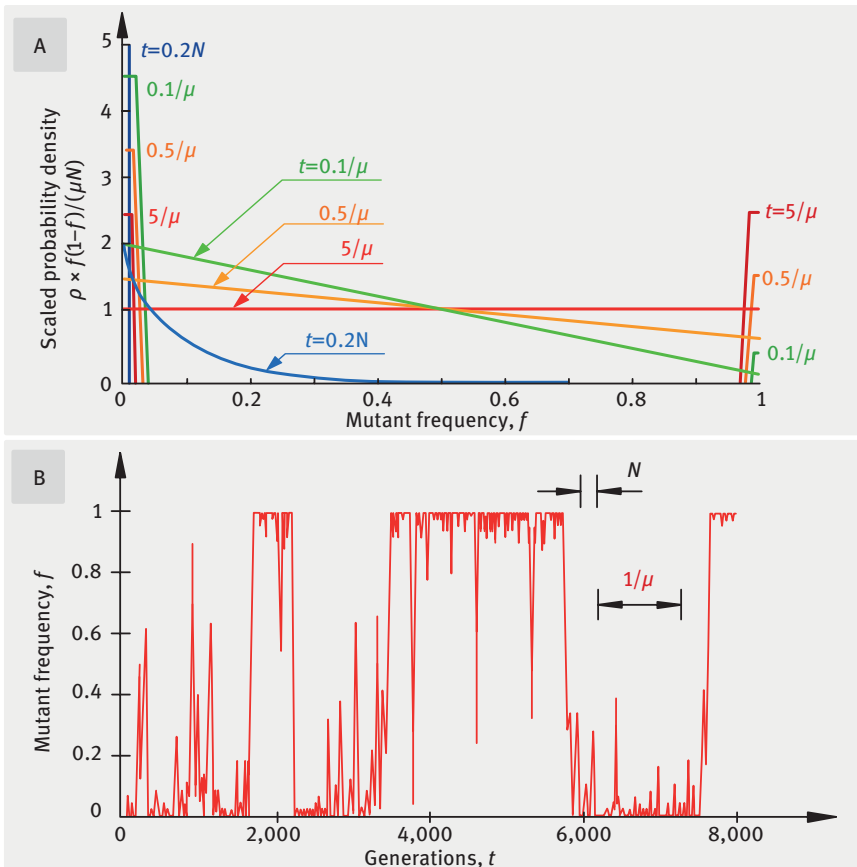 A
Scaled probability density
ρ × f(1–f)/(μN)
5
4
3
2
1
0
t=0.2N
0.1/μ
0.5/μ
5/μ
t=0.1/μ
0.5/μ
5/μ
t=0.2N
t=5/μ
0.5/μ
0.1/μ
0 0.2 0.4 0.6 0.8 1
Mutant frequency, f
B
Mutant frequency, f
1
0.8
0.6
0.4
0.2
0
N
1/μ
0 2,000 4,000 6,000 8,000
Generations, t